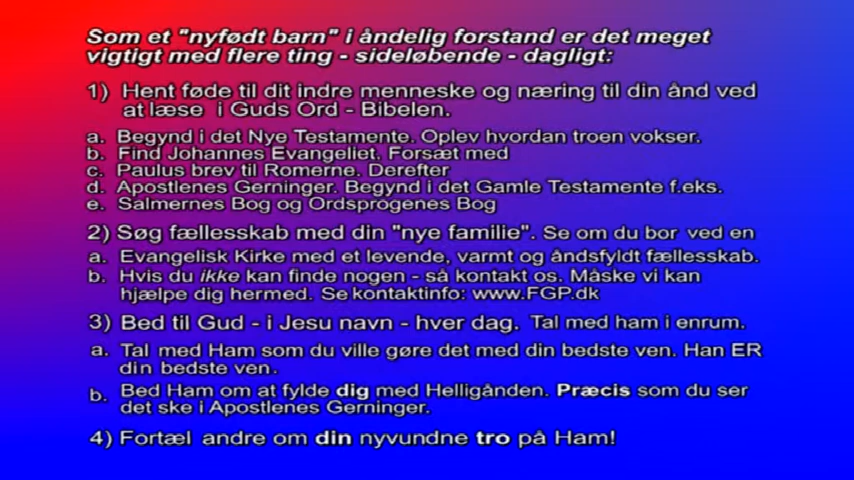 Som et "nyfødt barn" i åndelig forstand er det meget
vigtigt med flere ting - sideløbende - dagligt:
1) Hent føde til dit indre menneske og næring til din ånd ved
at læse i Guds Ord - Bibelen.
a. Begynd i det Nye Testamente. Oplev hvordan troen vokser.
b. Find Johannes Evangeliet. Forsæt med
c. Paulus brev til Romerne. Derefter
d. Apostlenes Gerninger. Begynd i det Gamle Testamente f.eks.
e. Salmernes Bog og Ordsprogenes Bog
2) Søg fællesskab med din "nye familie". Se om du bor ved en
a. Evangelisk Kirke med et levende, varmt og åndsfyldt fællesskab.
b. Hvis du ikke kan finde nogen - så kontakt os. Måske vi kan
hjælpe dig hermed. Se kontaktinfo: www.FGP.dk
3) Bed til Gud - i Jesu navn - hver dag. Tal med ham i enrum.
a. Tal med Ham som du ville gøre det med din bedste ven. Han ER
din bedste ven.
b. Bed Ham om at fylde dig med Helligånden. Præcis som du ser
det ske i Apostlenes Gerninger.
4) Fortæl andre om din nyvundne tro på Ham!